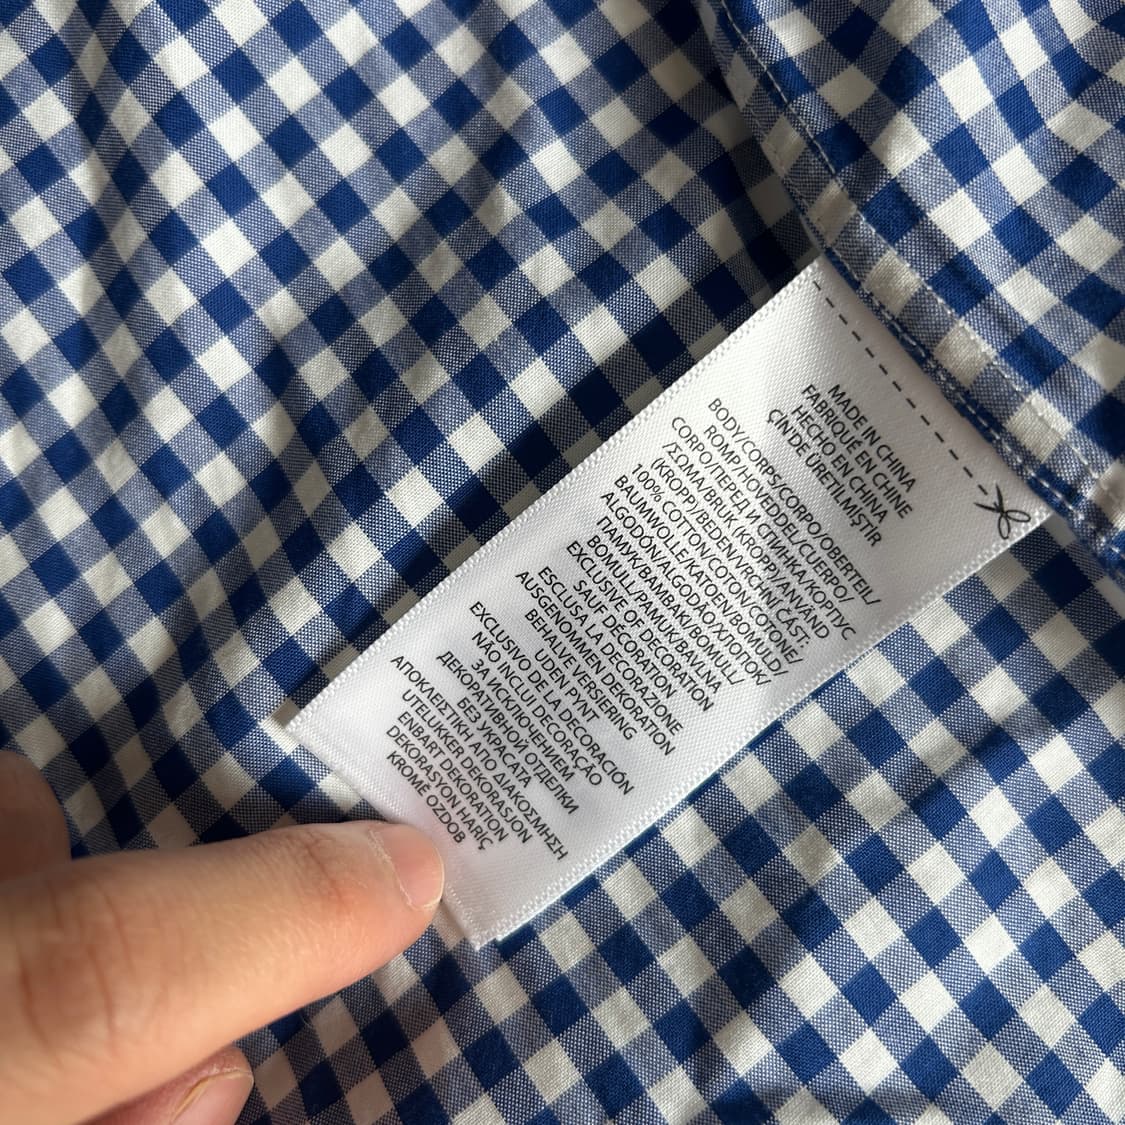 MADE IN CHINA
FABRIQUÉ EN CHINE
HECHO EN CHINA
ÇİN'DE ÜRETİLMİŞTİR
BODY/CORPS/CORPO/OBERTEIL/
ROMP/HOVEDDEL/CUERPO/
CORPO/ПЕРЕД И СПИНКА/КОРПУС
/ΣΩΜΑ/BRUK KROPP/ANVÄND
(KROPP/BEDEN/
100% COTTON/COTON/COTONE/
BAUMWOLLE/KATOEN/BOMULD/
ALGODÓN/ALGODÃO/ХЛОПОК/
ПАМУК/BAMBAKI/BOMULL/
BOMULL/PAMUK/BAVLNA
EXCLUSIVE OF DECORATION
SAUF DECORATION
ESCLUSA LA DECORAZIONE
AUSGENOMMEN DEKORATION
BEHALVE VERSIERING
UDEN PYNT
EXCLUSIVO DE LA DECORACIÓN
NÃO INCLUI DECORAÇÃO
ЗА ИСКЛЮЧЕНИЕМ
ДЕКОРАТИВНОЙ ОТДЕЛКИ
/ БЕЗ УКРАСАТА
ΑΠΟΚΛΕΙΣΤΙΚΗ ΑΠΟ ΔΙΑΚΟΣΜΗΣΗ
UTELUKKER DEKORASJON
ENBART DEKORATION
DEKORASYON HARİÇ
KROMĚ OZDOB